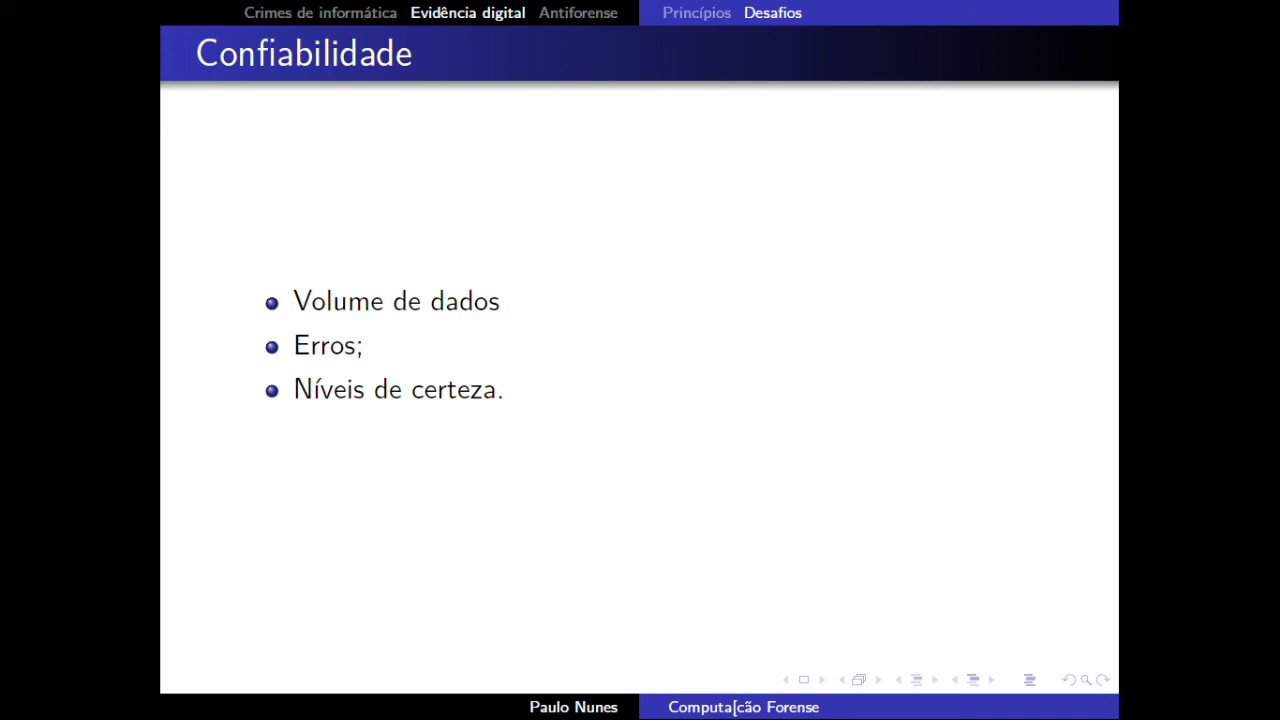 Crimes de informática Evidência digital Antiforense Princípios Desafios
Confiabilidade
Volume de dados
Erros;
Níveis de certeza.
Paulo Nunes Computa[cão Forense